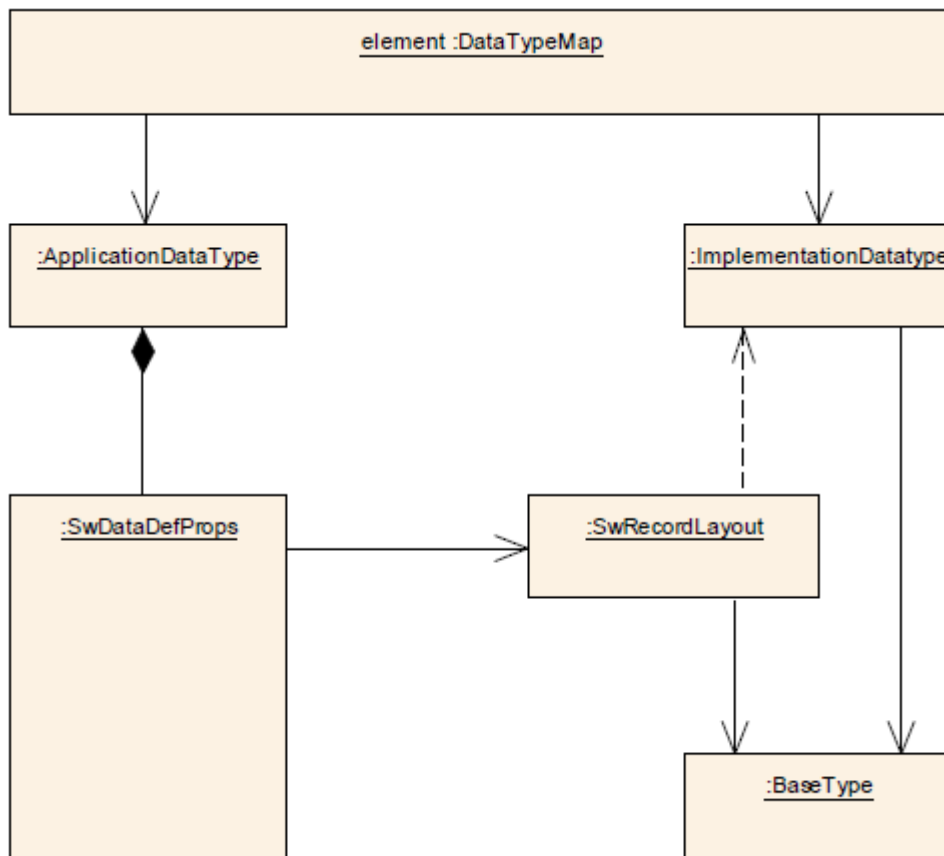 element :DataTypeMap
:ApplicationDataType
:ImplementationDatatype
:SwDataDefProps
:SwRecordLayout
:BaseType